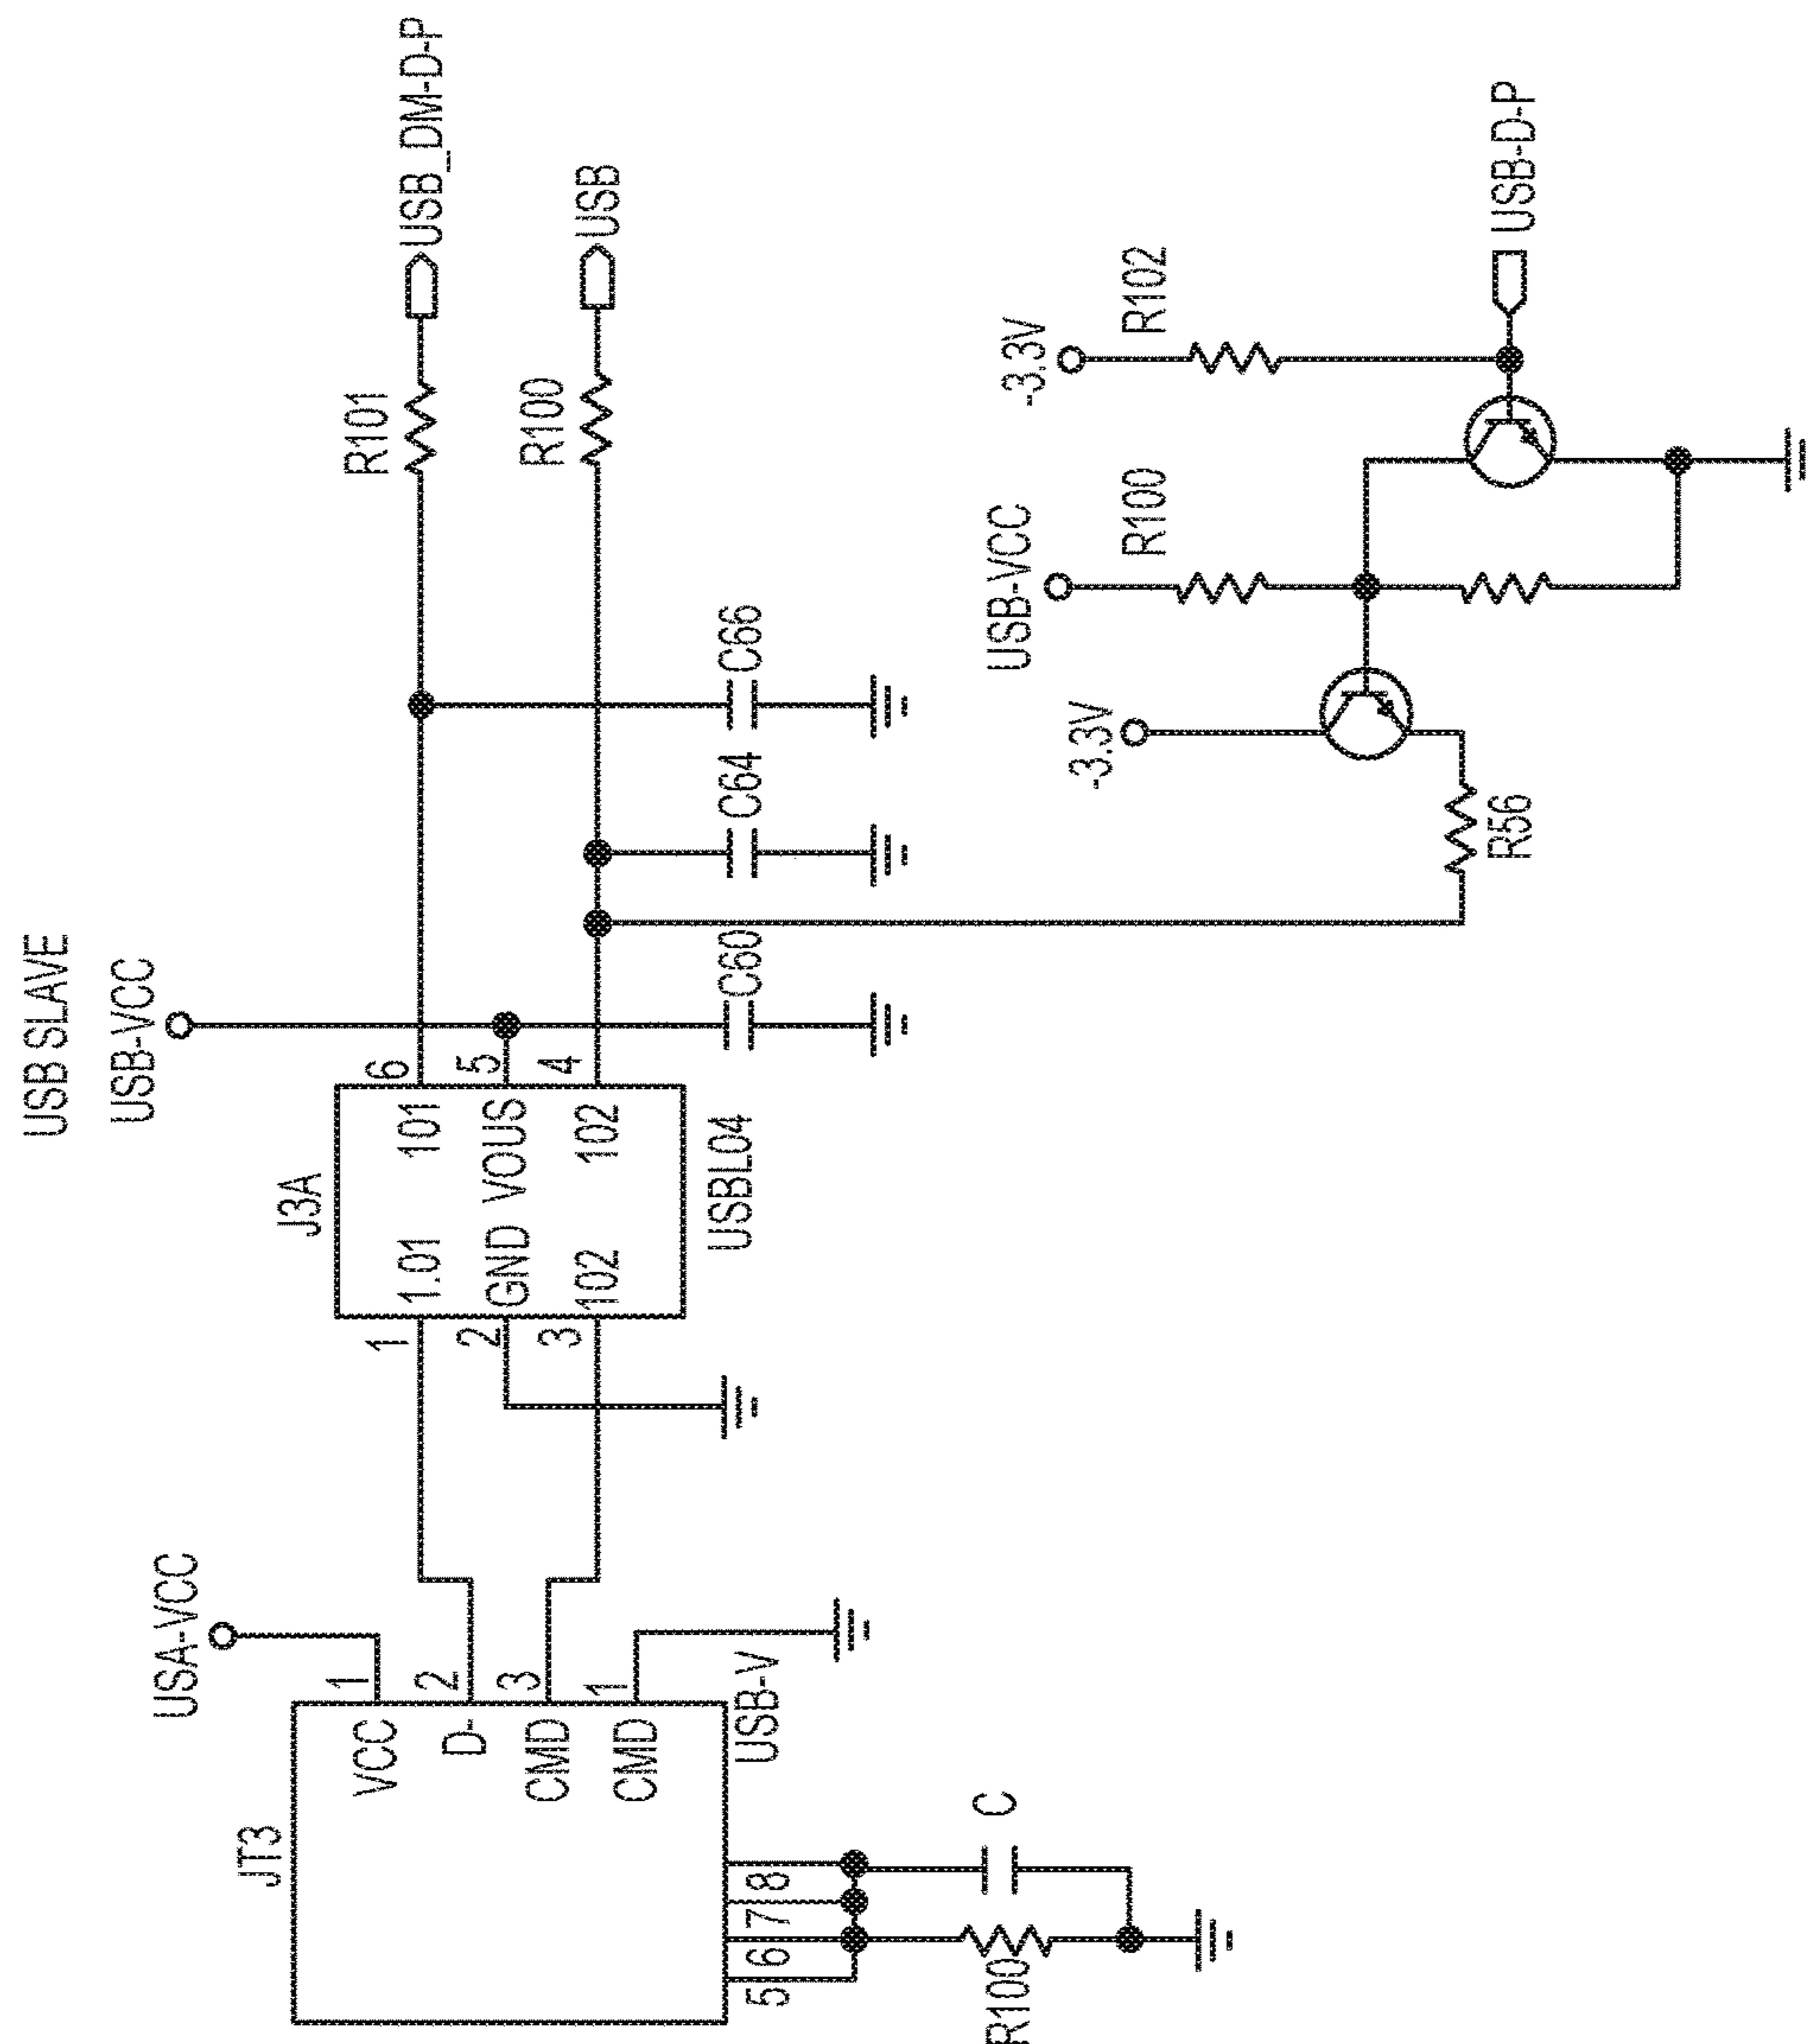 USB SLAVE
USB-VCC
USA-VCC
JT3
VCC
D-
CMD
CMD
1
2
3
1
USB-V
5
6
7
8
R100
C
J3A
1.01
GND
102
101
VOUS
102
1
2
3
6
5
4
USBL04
C60
C64
C66
R101
USB_DM-D-P
R100
USB
-3.3V
R56
USB-VCC
R100
-3.3V
R102
USB-D-P